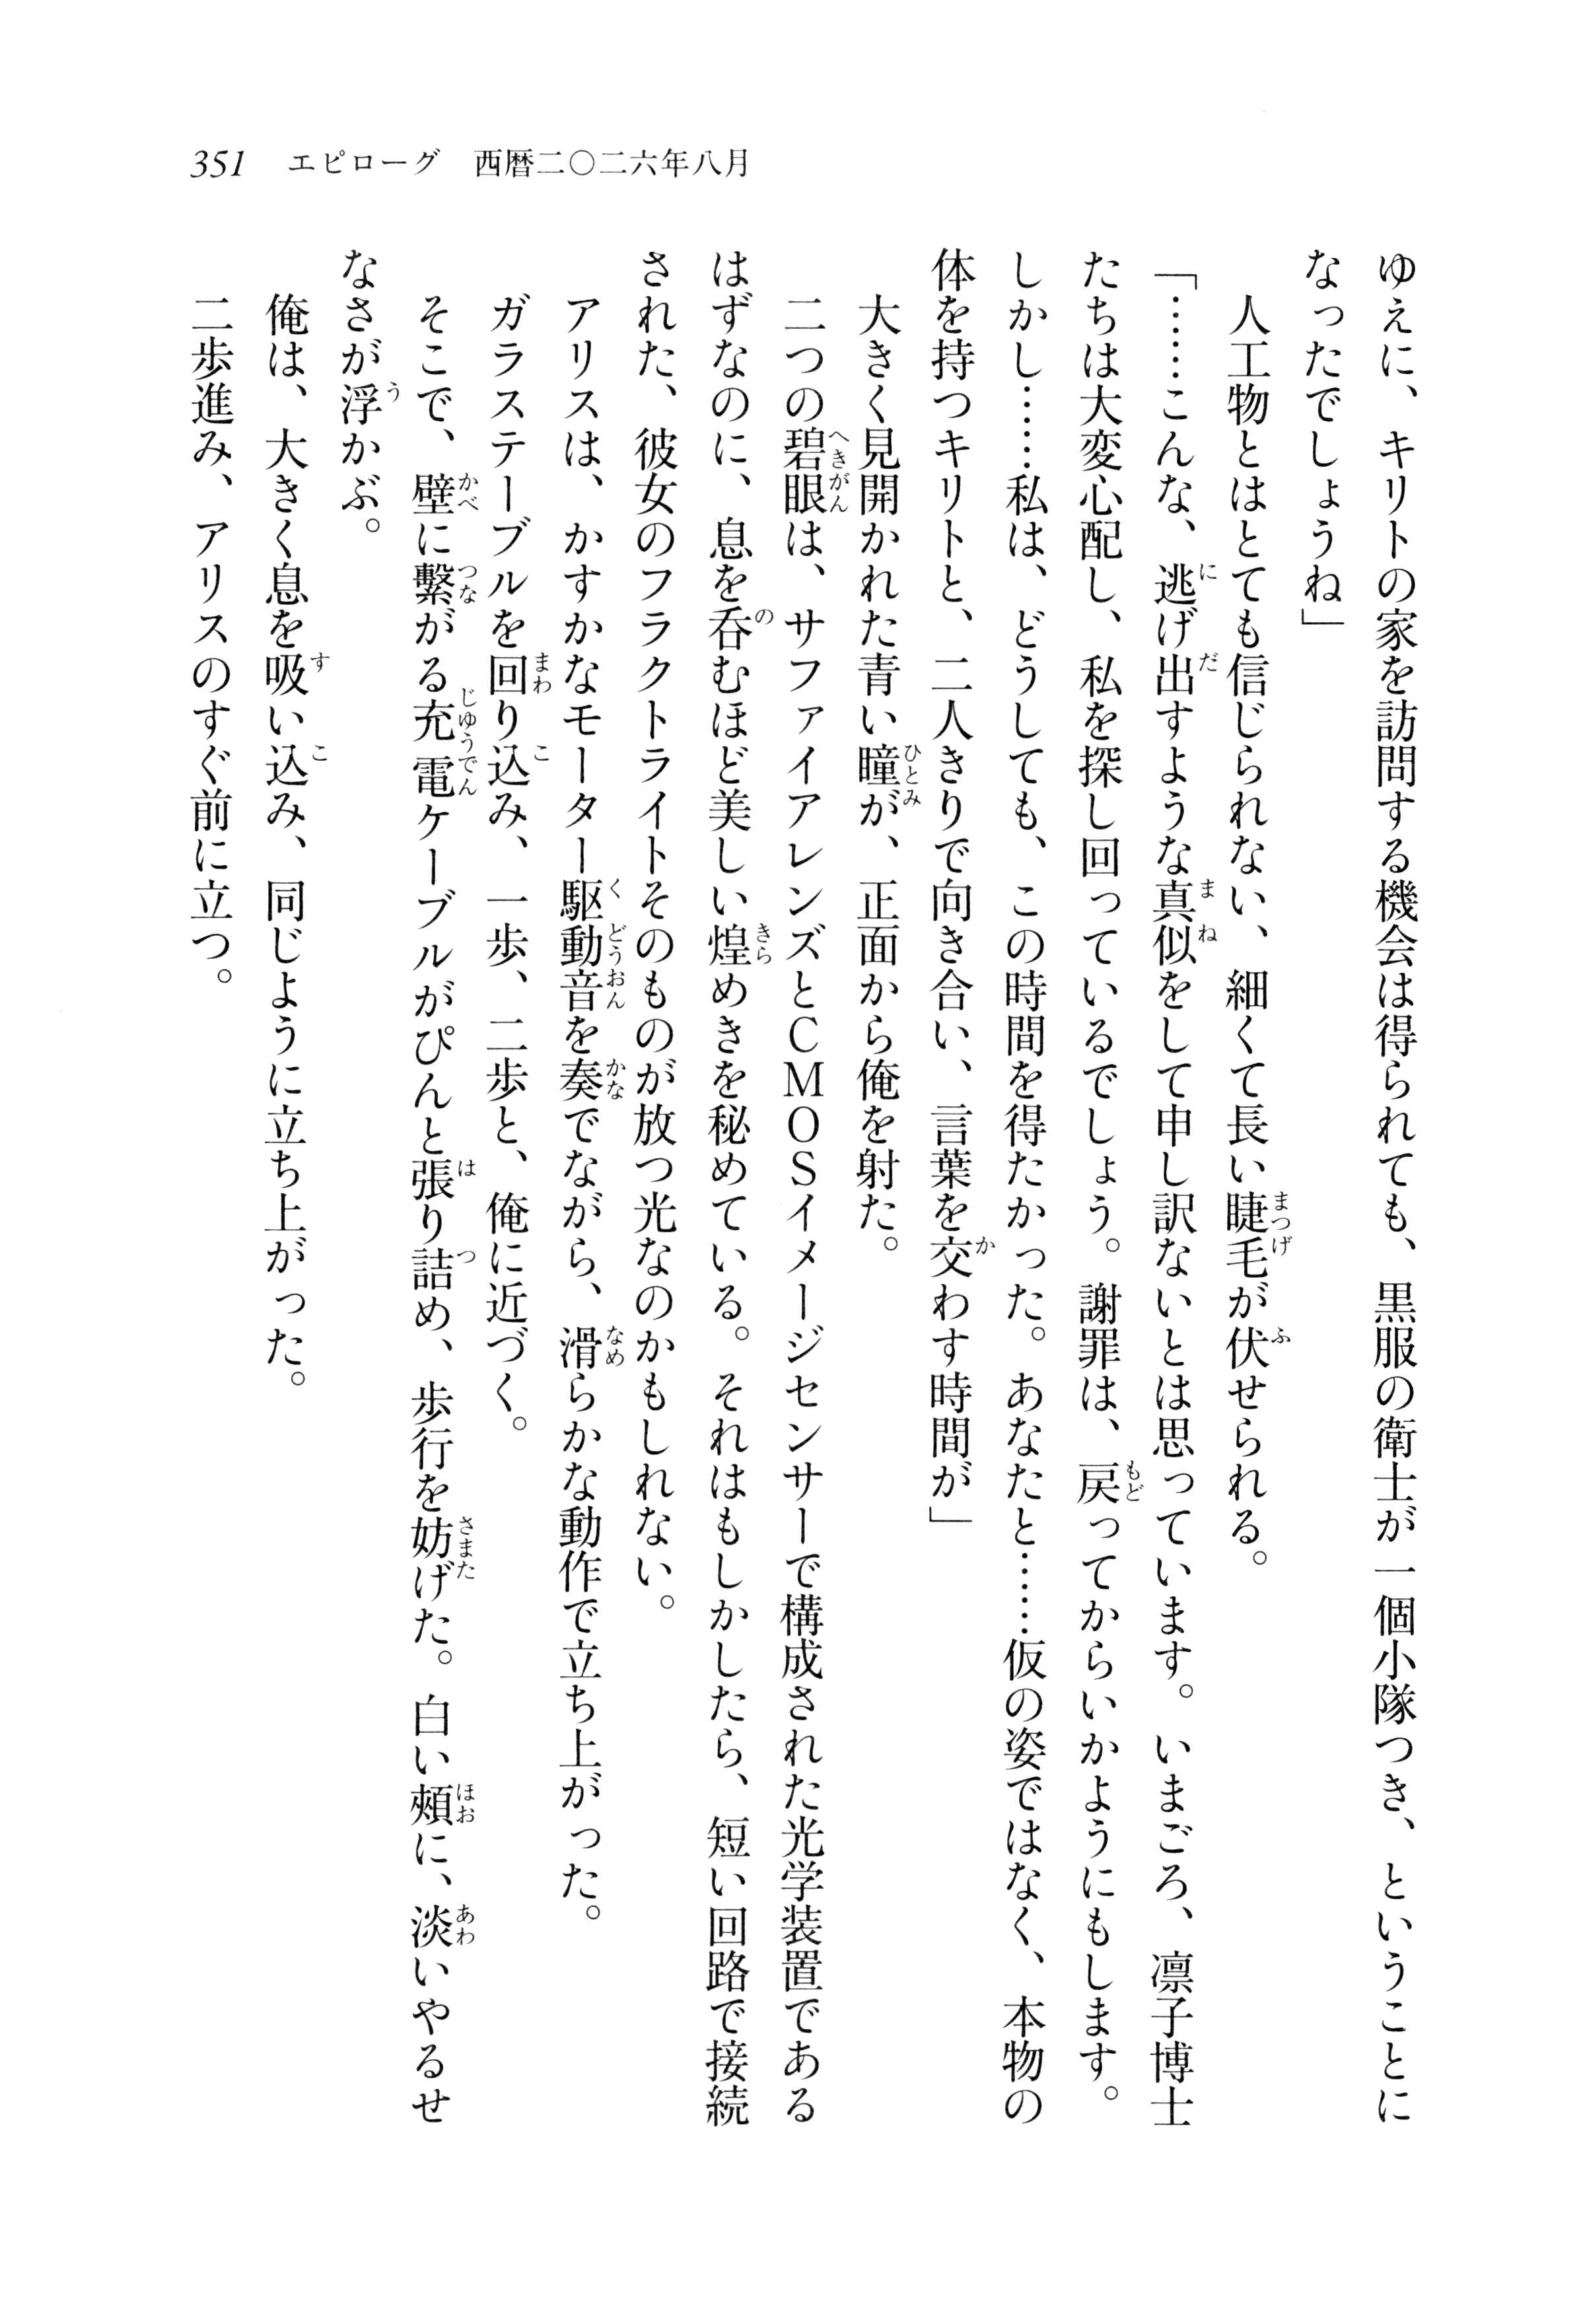 351 エピローグ 西暦二〇二六年八月
ゆえに、キリトの家を訪問する機会は得られても、黒服の衛士が一個小隊つき、ということに
なったでしょうね」
人工物とはとても信じられない、細くて長い睫毛が伏せられる。
「……こんな、逃げ出すような真似をして申し訳ないとは思っています。いまごろ、凛子博士
たちは大変心配し、私を探し回っているでしょう。謝罪は、戻ってからいかようにもします。
しかし……私は、どうしても、この時間を得たかった。あなたと……仮の姿ではなく、本物の
体を持つキリトと、二人きりで向き合い、言葉を交わす時間が」
大きく見開かれた青い瞳が、正面から俺を射た。
二つの碧眼は、サファイアレンズとCMOSイメージセンサーで構成された光学装置である
はずなのに、息を呑むほど美しい煌めきを秘めている。それはもしかしたら、短い回路で接続
された、彼女のフラクトライトそのものが放つ光なのかもしれない。
アリスは、かすかなモーター駆動音を奏でながら、滑らかな動作で立ち上がった。
ガラステーブルを回り込み、一歩、二歩と、俺に近づく。
そこで、壁に繋がる充電ケーブルがぴんと張り詰め、歩行を妨げた。白い頰に、淡いやるせ
なさが浮かぶ。
俺は、大きく息を吸い込み、同じように立ち上がった。
二歩進み、アリスのすぐ前に立つ。